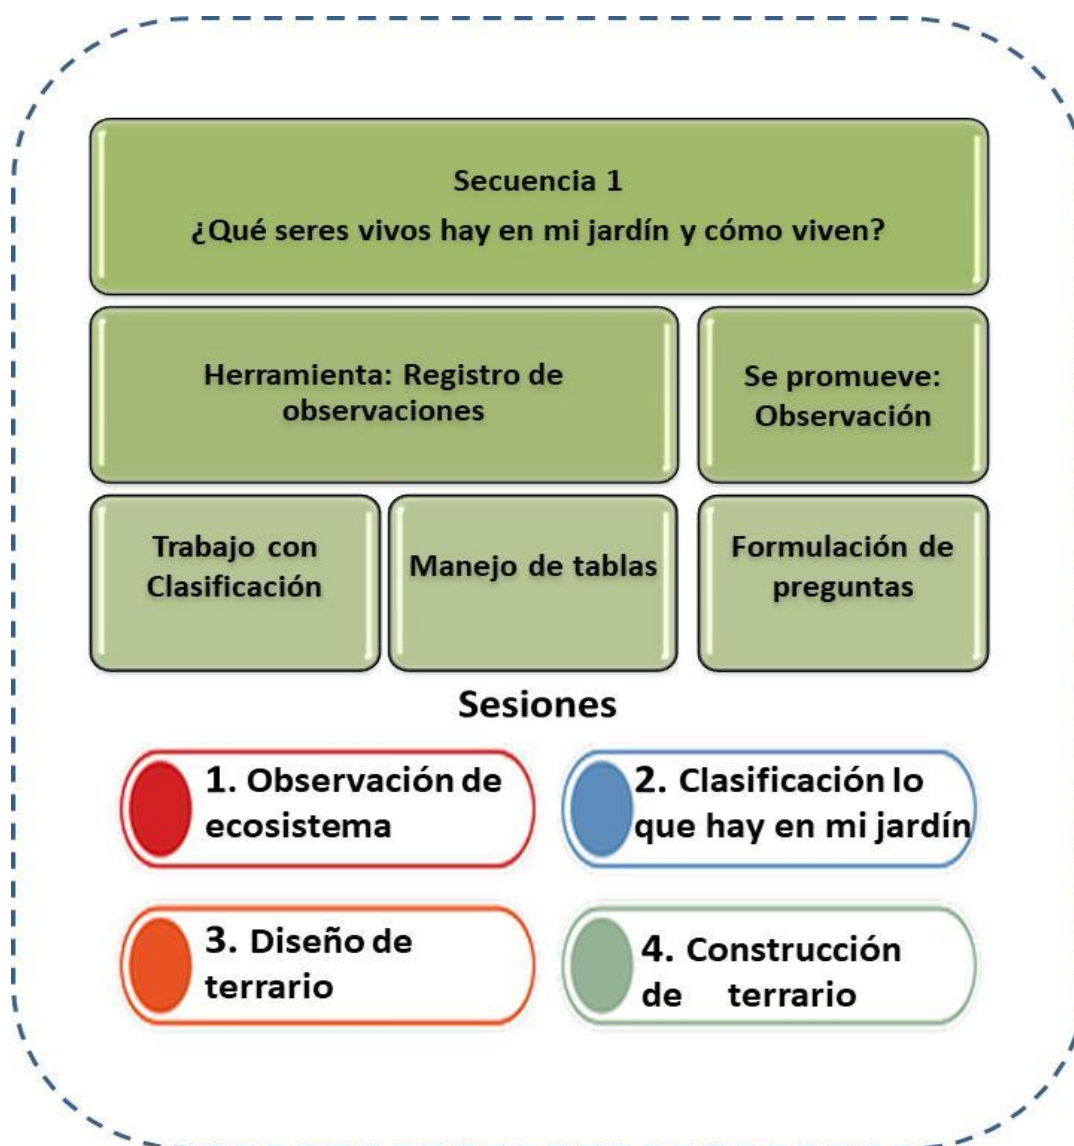 Secuencia 1
¿Qué seres vivos hay en mi jardín y cómo viven?
Herramienta: Registro de
observaciones
Se promueve:
Observación
Trabajo con
Clasificación
Manejo de tablas
Formulación de
preguntas
Sesiones
1. Observación de
ecosistema
2. Clasificación lo
que hay en mi jardín
3. Diseño de
terrario
4. Construcción
de terrario